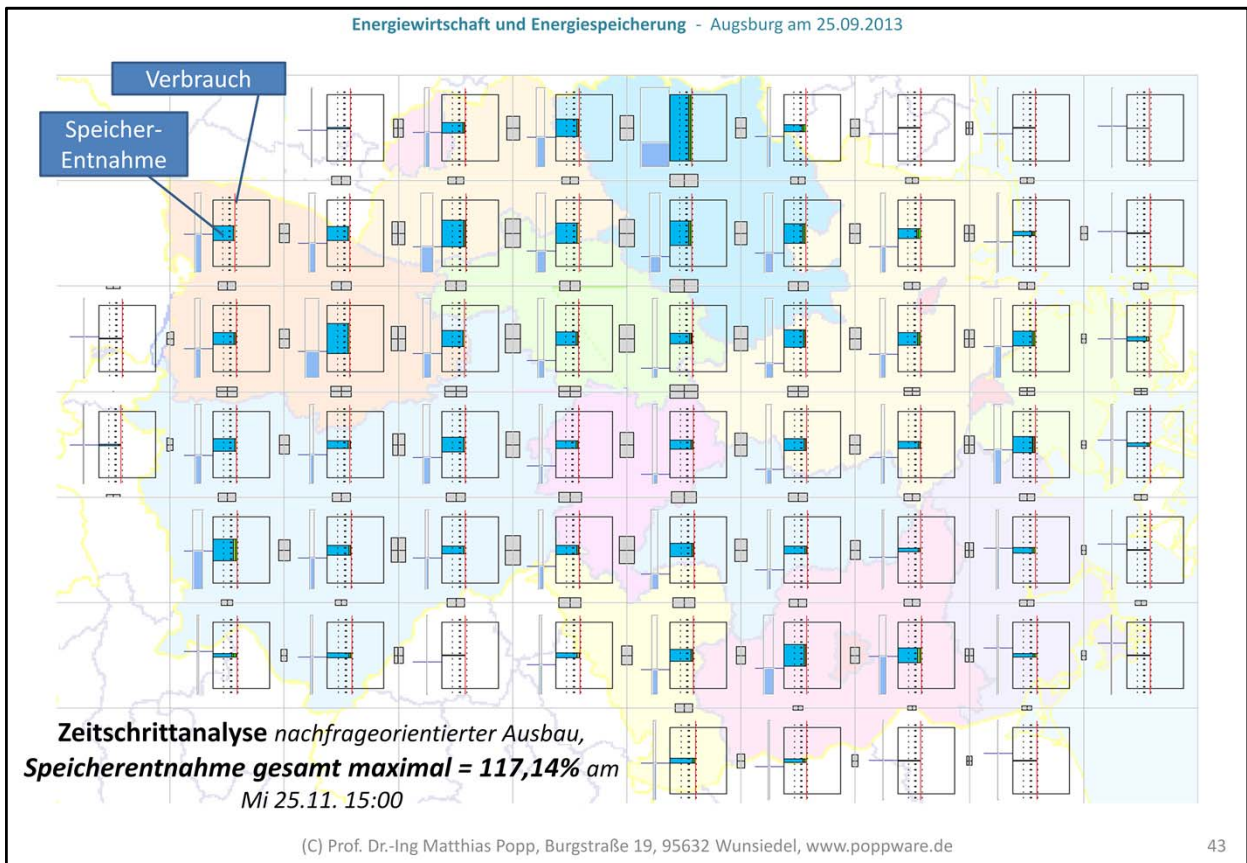 Energiewirtschaft und Energiespeicherung - Augsburg am 25.09.2013
Verbrauch
Speicher-
Entnahme
Zeitschrittanalyse nachfrageorientierter Ausbau,
Speicherentnahme gesamt maximal = 117,14% am
Mi 25.11. 15:00
(C) Prof. Dr.-Ing Matthias Popp, Burgstraße 19, 95632 Wunsiedel, www.poppware.de
43